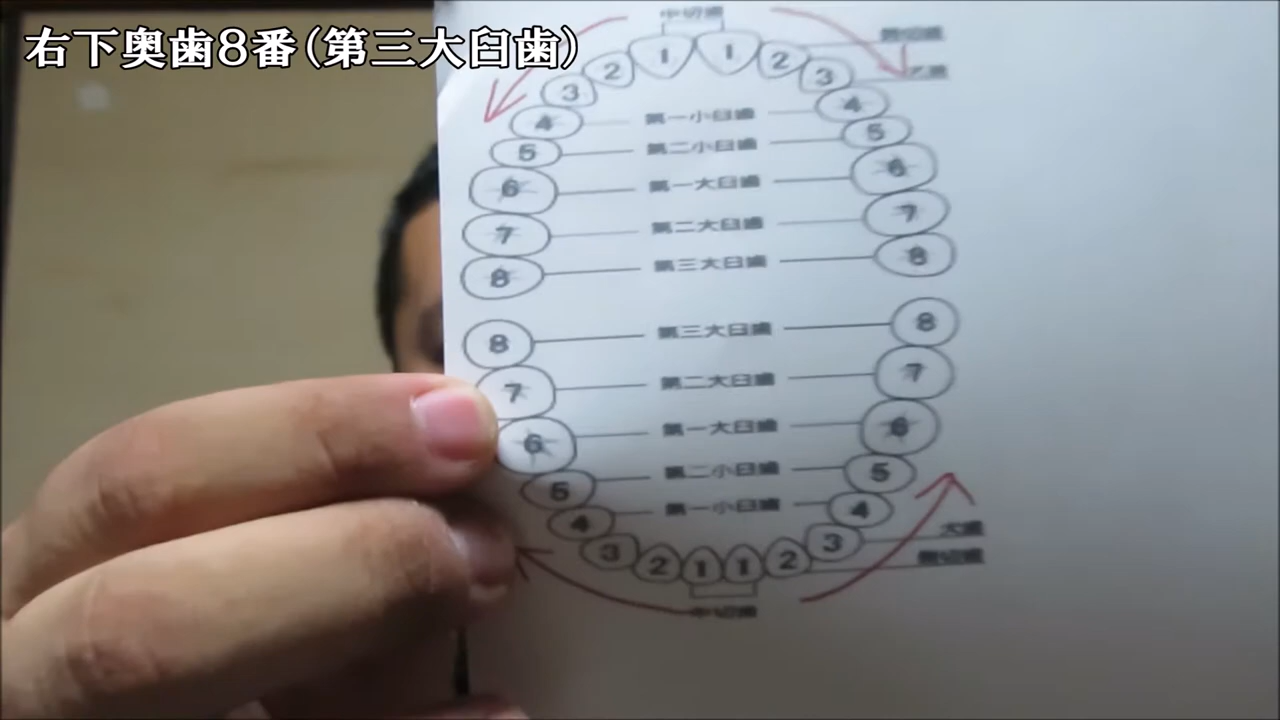 右下奥歯8番(第三大臼歯)
中切歯
1 1
2 2 側切歯
3 3 犬歯
4 第一小臼歯 4
5 第二小臼歯 5
6 第一大臼歯 6
7 第二大臼歯 7
8 第三大臼歯 8
8 第三大臼歯 8
7 第二大臼歯 7
6 第一大臼歯 6
5 第二小臼歯 5
4 第一小臼歯 4
3 3 犬歯
2 1 1 2 側切歯
中切歯